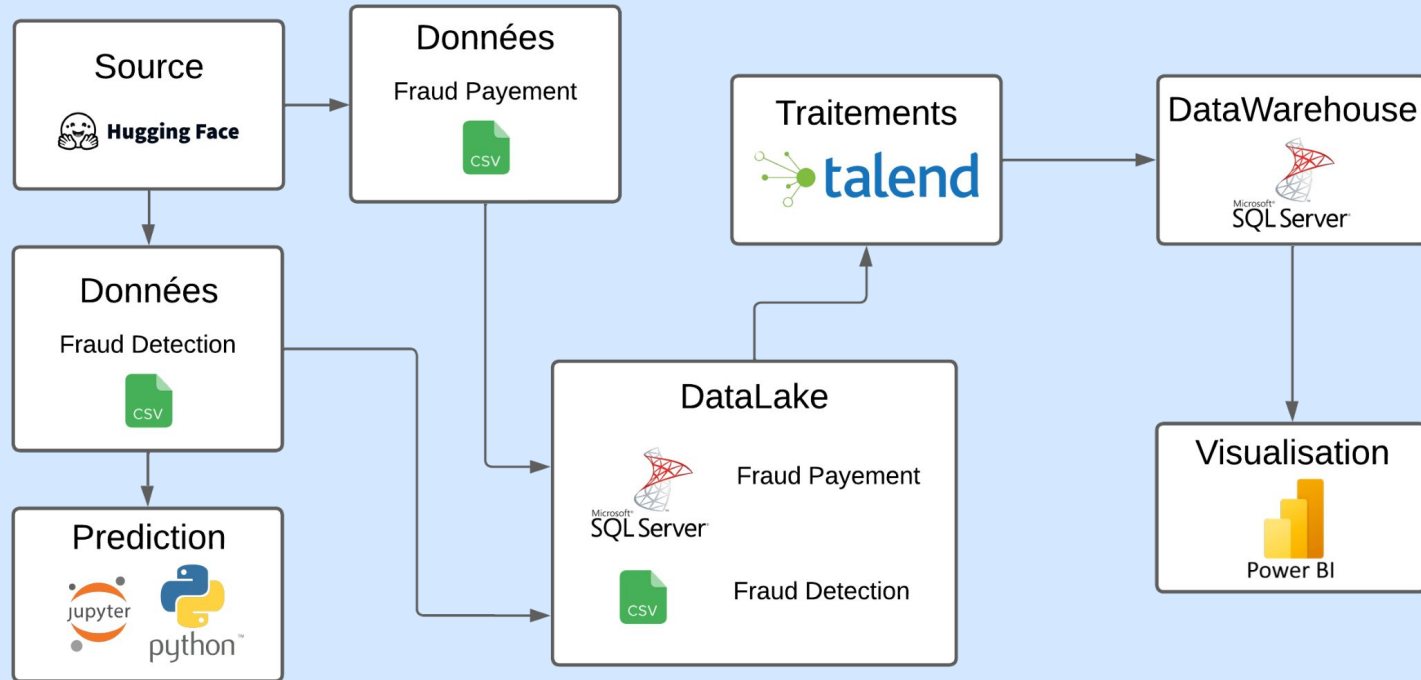 Source
Hugging Face
Données
Fraud Payement
CSV
Données
Fraud Detection
CSV
Prediction
jupyter
python™
DataLake
Microsoft®
SQL Server®
Fraud Payement
CSV
Fraud Detection
Traitements
talend
DataWarehouse
Microsoft®
SQL Server®
Visualisation
Power BI